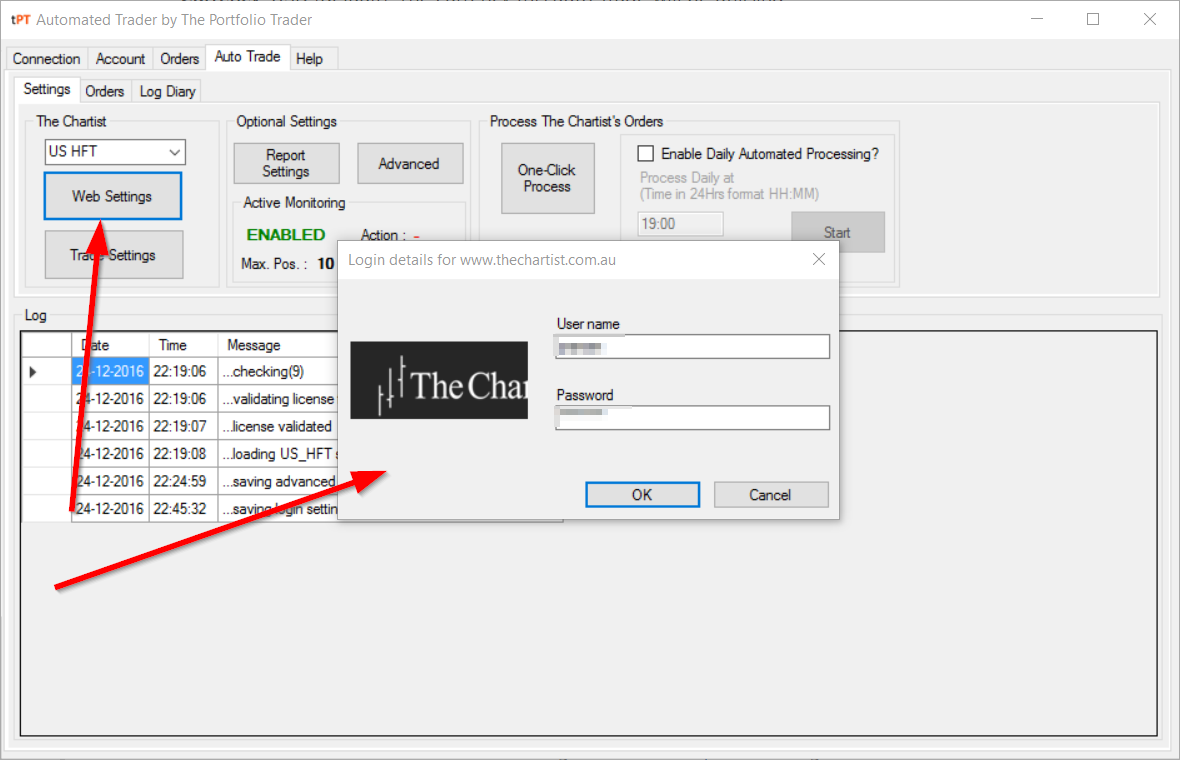 tPT Automated Trader by The Portfolio Trader
Connection Account Orders Auto Trade Help
Settings Orders Log Diary
The Chartist
US HFT
Web Settings
Trade Settings
Optional Settings
Report
Settings
Advanced
Active Monitoring
ENABLED Action : -
Max. Pos. : 10
Process The Chartist's Orders
One-Click
Process
Enable Daily Automated Processing?
Process Daily at
(Time in 24Hrs format HH:MM)
19:00
Start
Login details for www.thechartist.com.au
The Char
User name
Password
OK Cancel
Log
Date Time Message
24-12-2016 22:19:06 ...checking(9)
24-12-2016 22:19:06 ...validating license
24-12-2016 22:19:07 ...license validated
24-12-2016 22:19:08 ...loading US_HFT
24-12-2016 22:24:59 ...saving advanced
24-12-2016 22:45:32 ...saving login settin